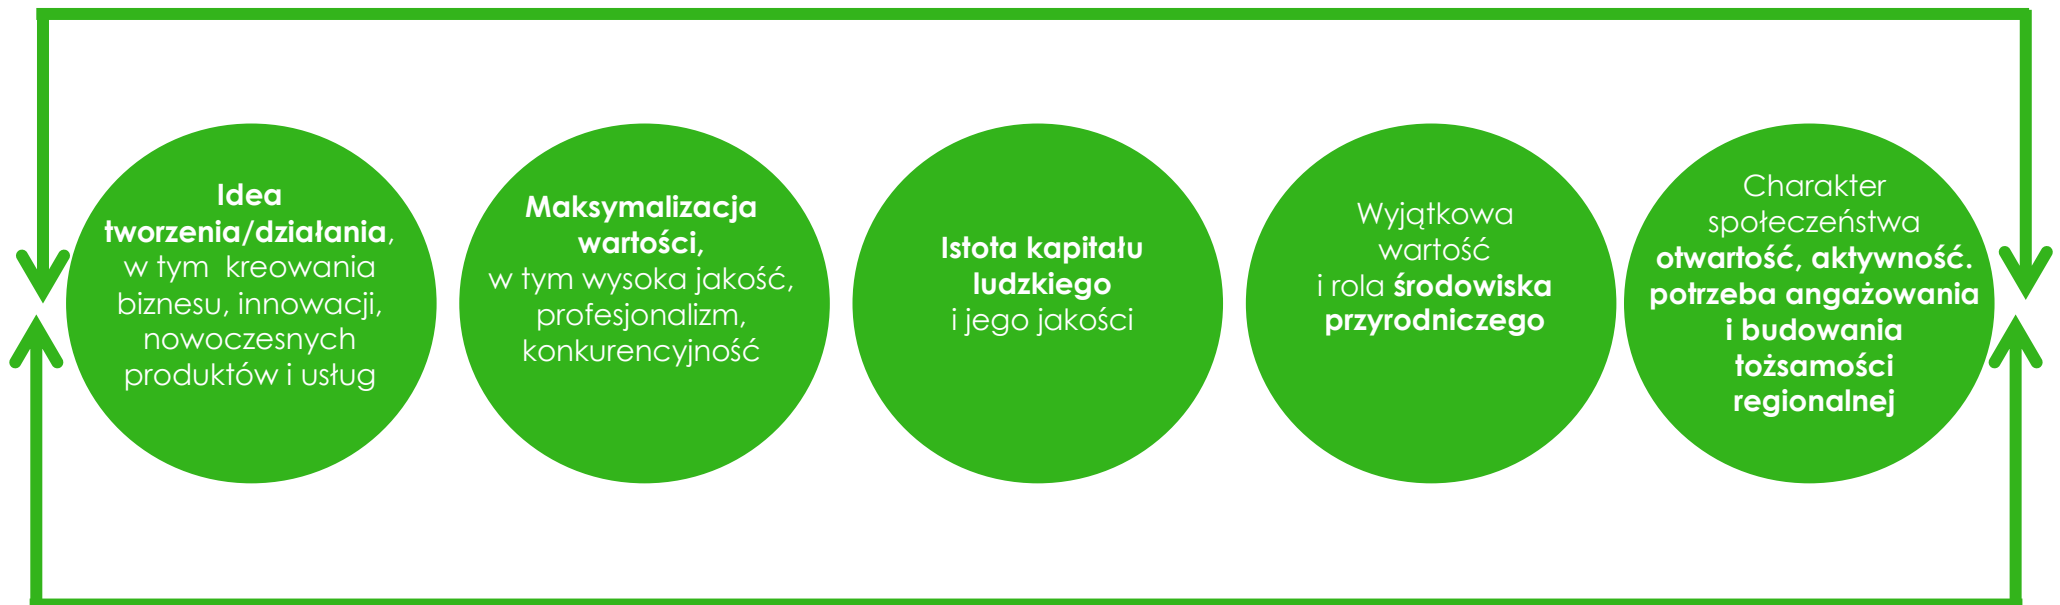 Idea
tworzenia/działania,
w tym kreowania
biznesu, innowacji,
nowoczesnych
produktów i usług
Maksymalizacja
wartości,
w tym wysoka jakość,
profesjonalizm,
konkurencyjność
Istota kapitału
ludzkiego
i jego jakości
Wyjątkowa
wartość
i rola środowiska
przyrodniczego
Charakter
społeczeństwa
otwartość, aktywność.
potrzeba angażowania
i budowania
tożsamości
regionalnej